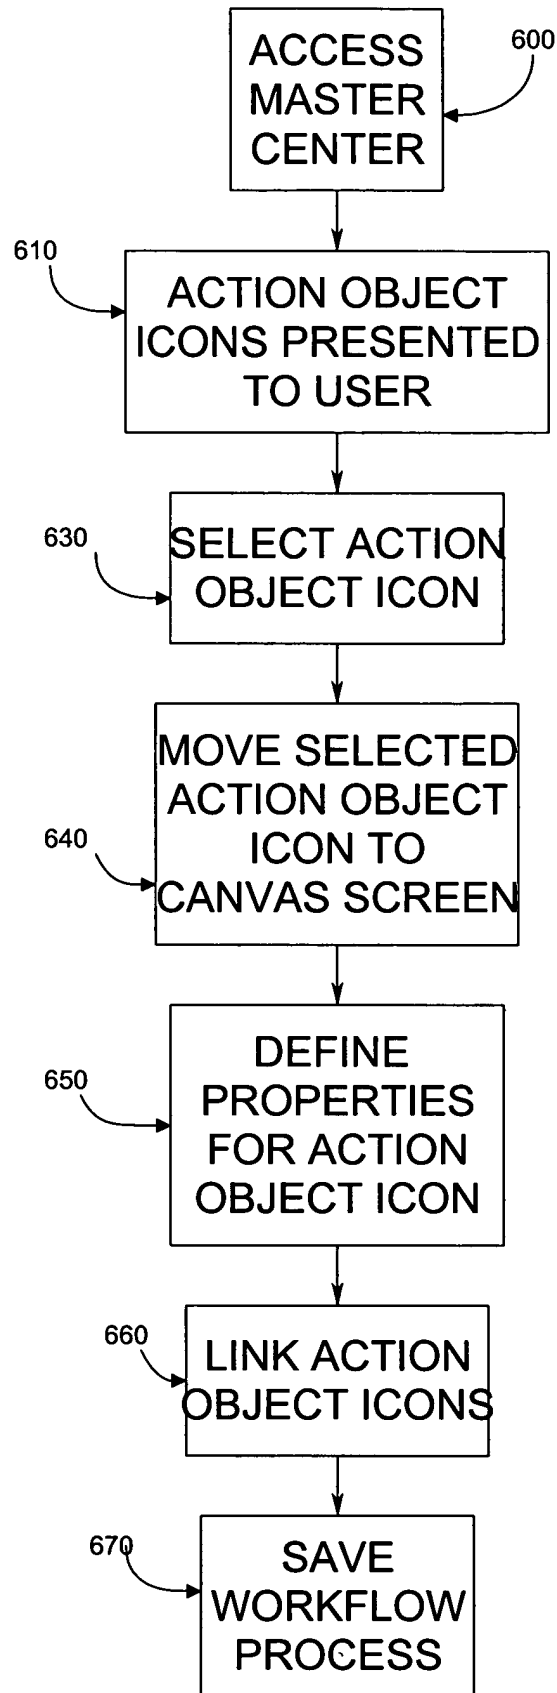 600
ACCESS
MASTER
CENTER
610
ACTION OBJECT
ICONS PRESENTED
TO USER
630
SELECT ACTION
OBJECT ICON
640
MOVE SELECTED
ACTION OBJECT
ICON TO
CANVAS SCREEN
650
DEFINE
PROPERTIES
FOR ACTION
OBJECT ICON
660
LINK ACTION
OBJECT ICONS
670
SAVE
WORKFLOW
PROCESS